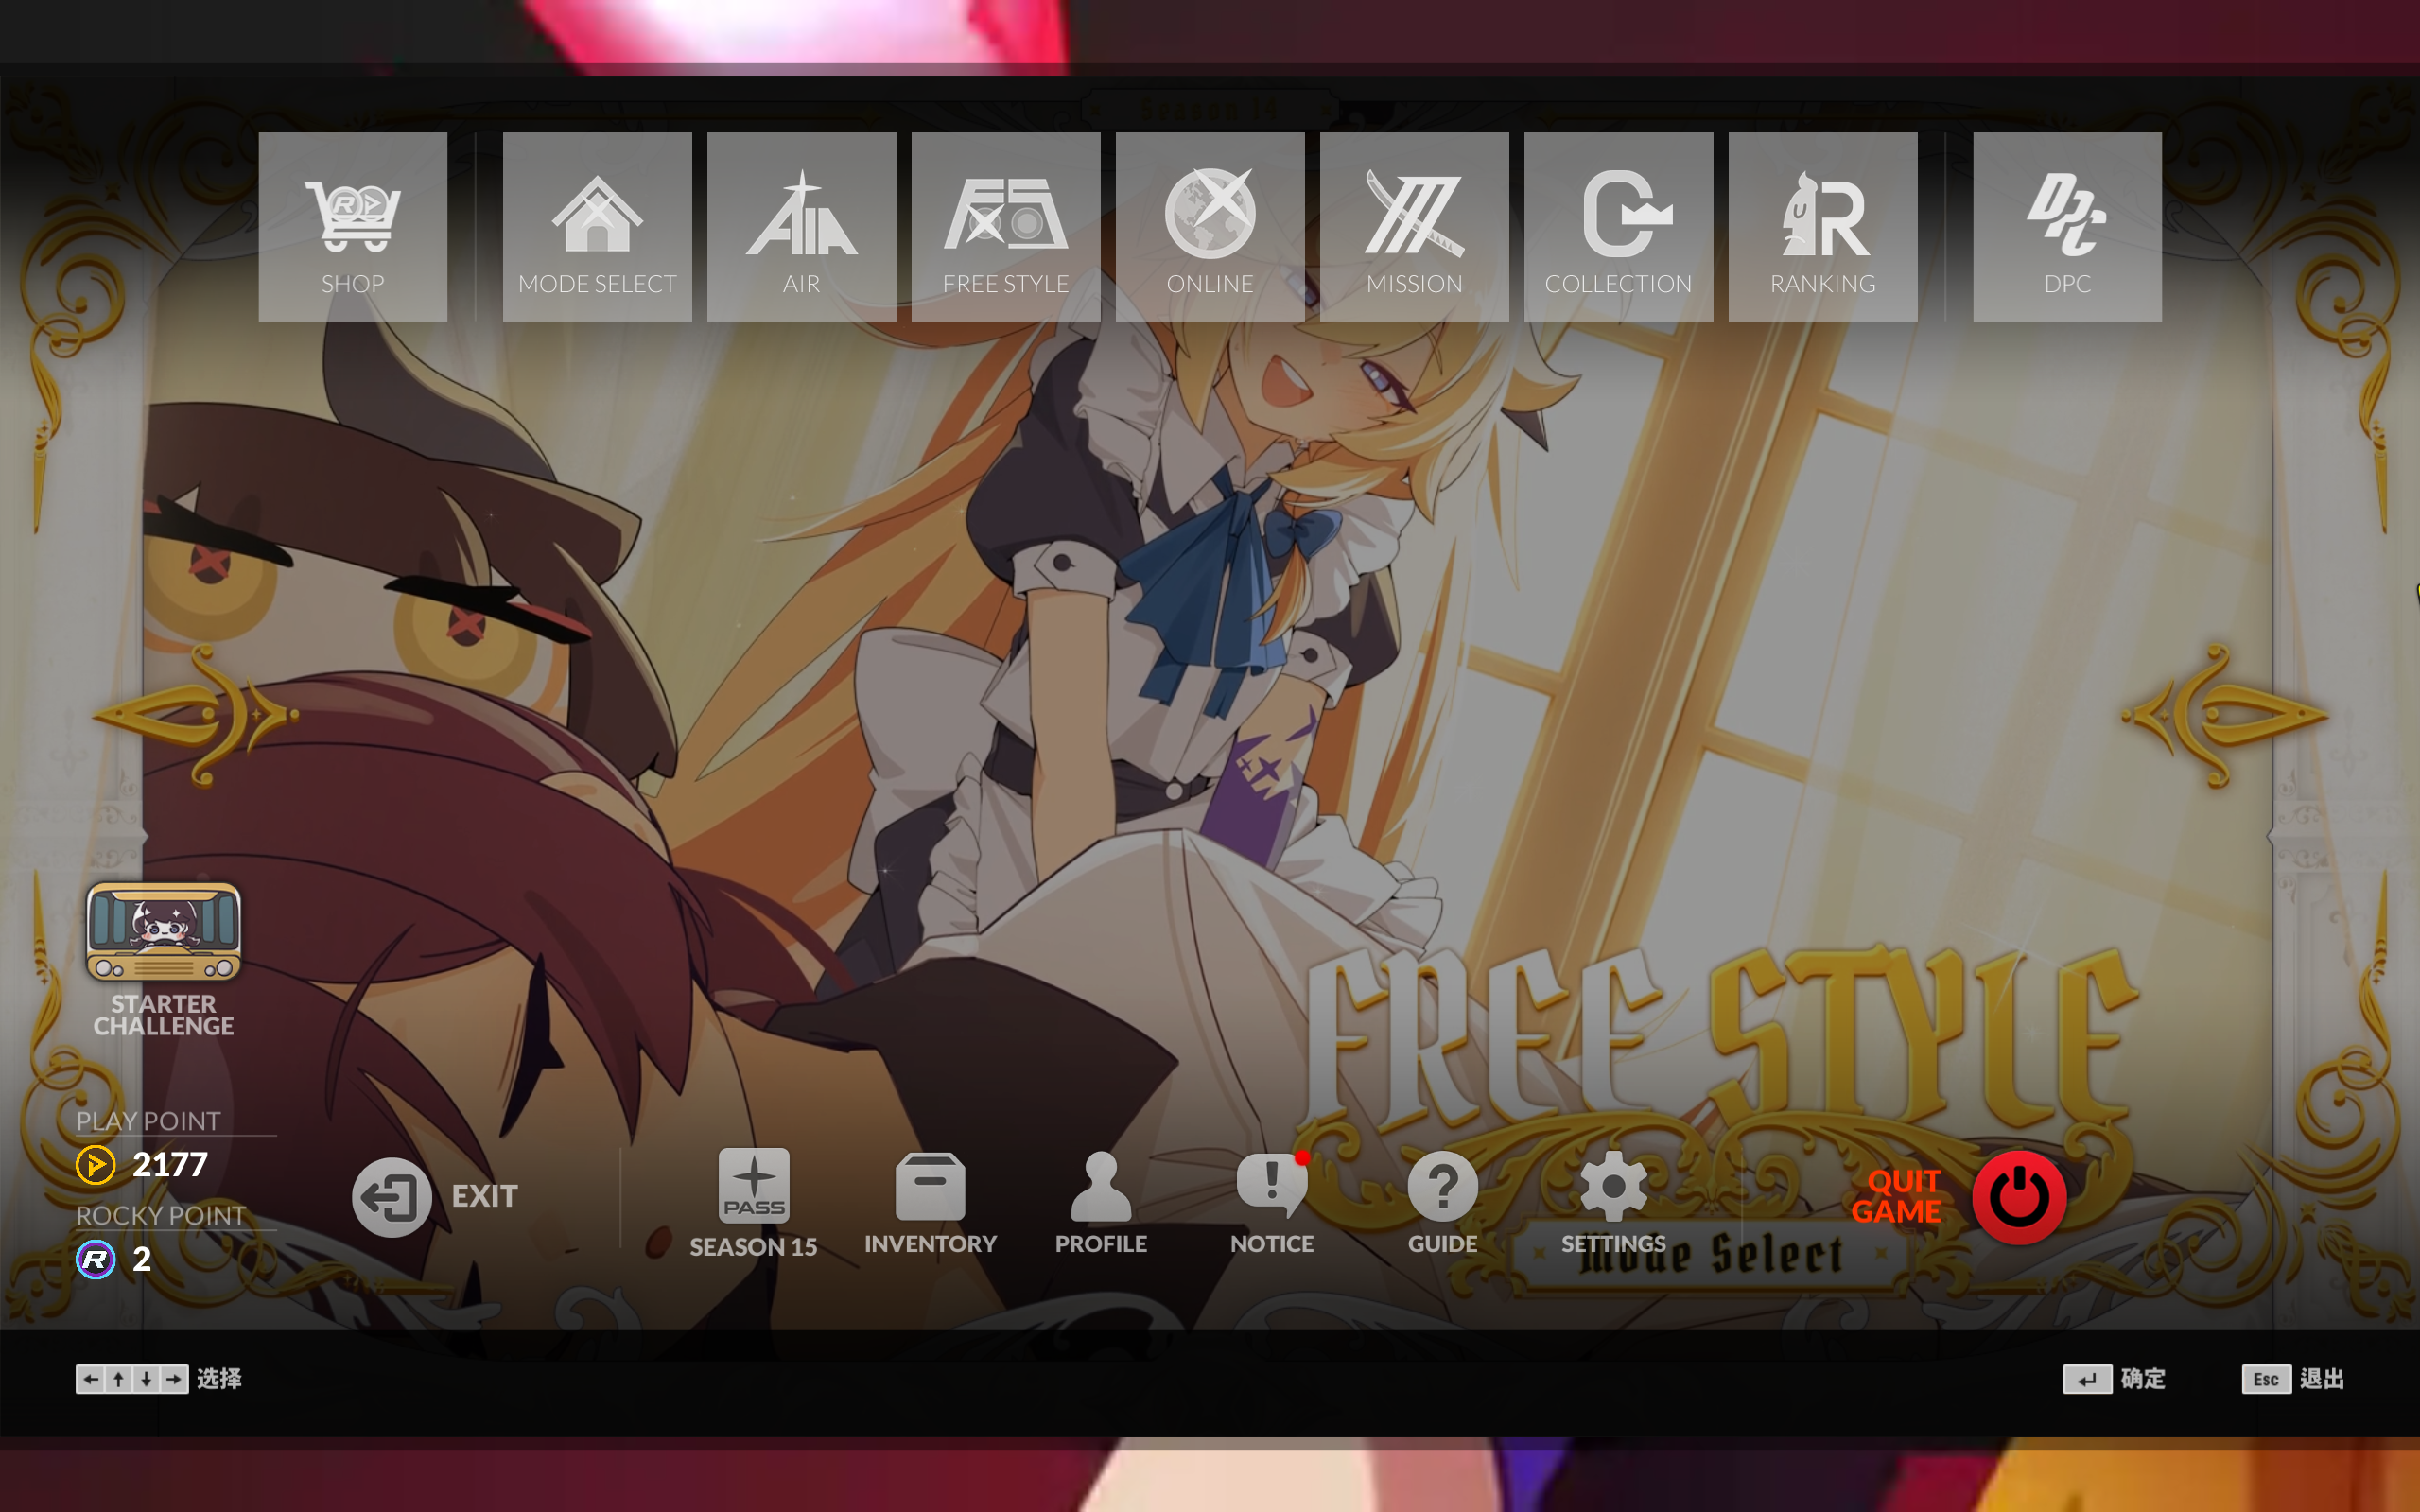 Season 15
SHOP
MODE SELECT
AIR
FREE STYLE
ONLINE
MISSION
COLLECTION
RANKING
DPC
STARTER
CHALLENGE
FREE STYLE
Mode Select
PLAY POINT
2177
ROCKY POINT
2
EXIT
PASS
SEASON 15
INVENTORY
PROFILE
NOTICE
GUIDE
SETTINGS
QUIT
GAME
选择
确定
Esc 退出